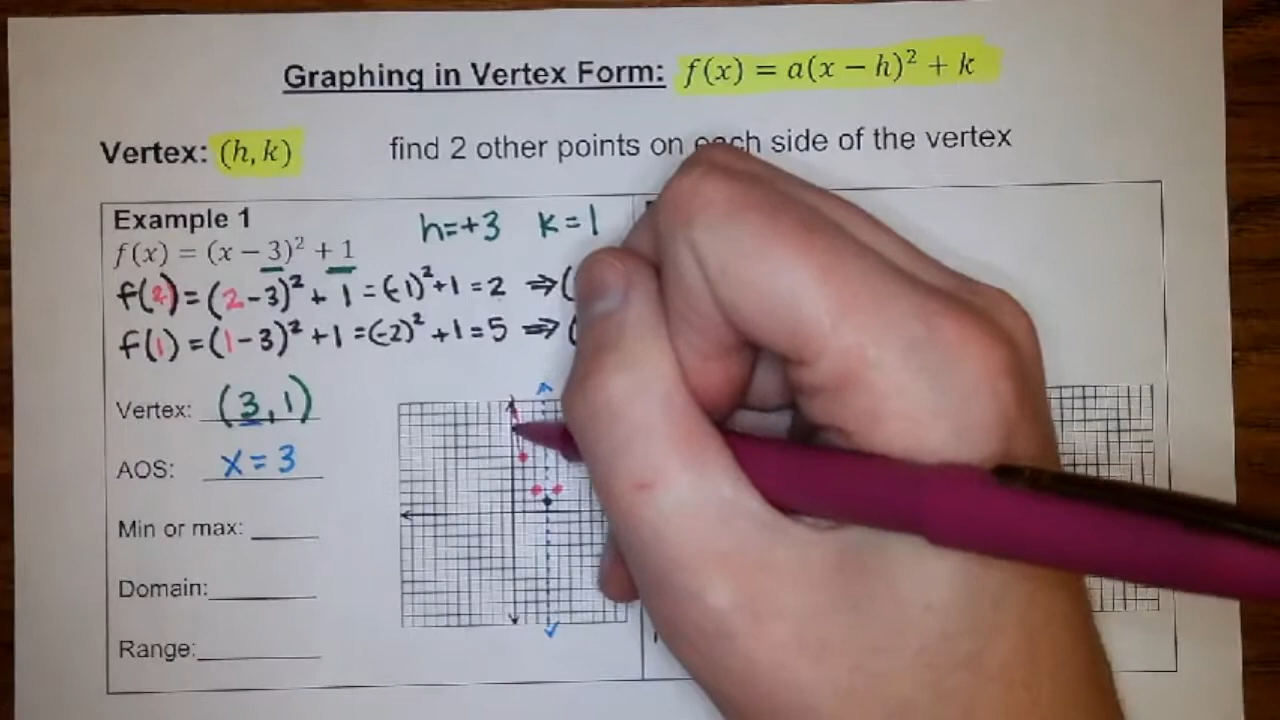 Graphing in Vertex Form: f(x) = a(x − h)² + k
Vertex: (h, k) find 2 other points on each side of the vertex
Example 1 h=+3 k=1
f(x) = (x − 3)² + 1
f(2)=(2-3)²+1=(-1)²+1=2 ⇒(
f(1)=(1-3)²+1=(-2)²+1=5 ⇒(
Vertex: (3,1)
AOS: x=3
Min or max:
Domain:
Range: